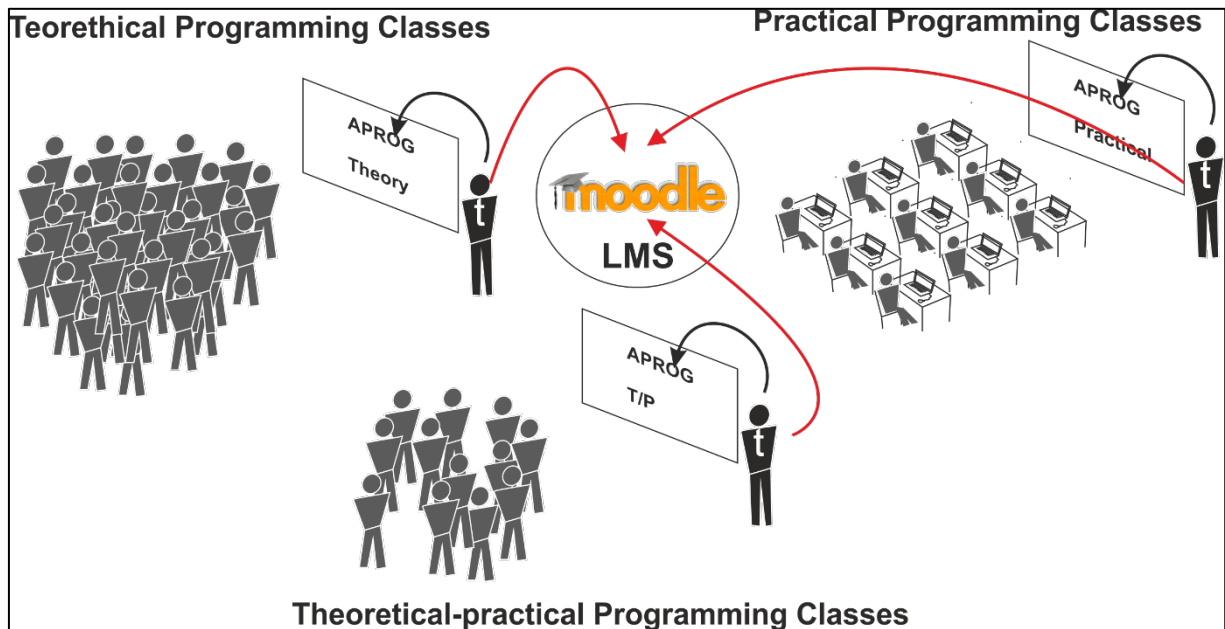 Teorethical Programming Classes
Practical Programming Classes
APROG
Theory
t
moodle
LMS
APROG
Practical
t
APROG
T/P
t
Theoretical-practical Programming Classes